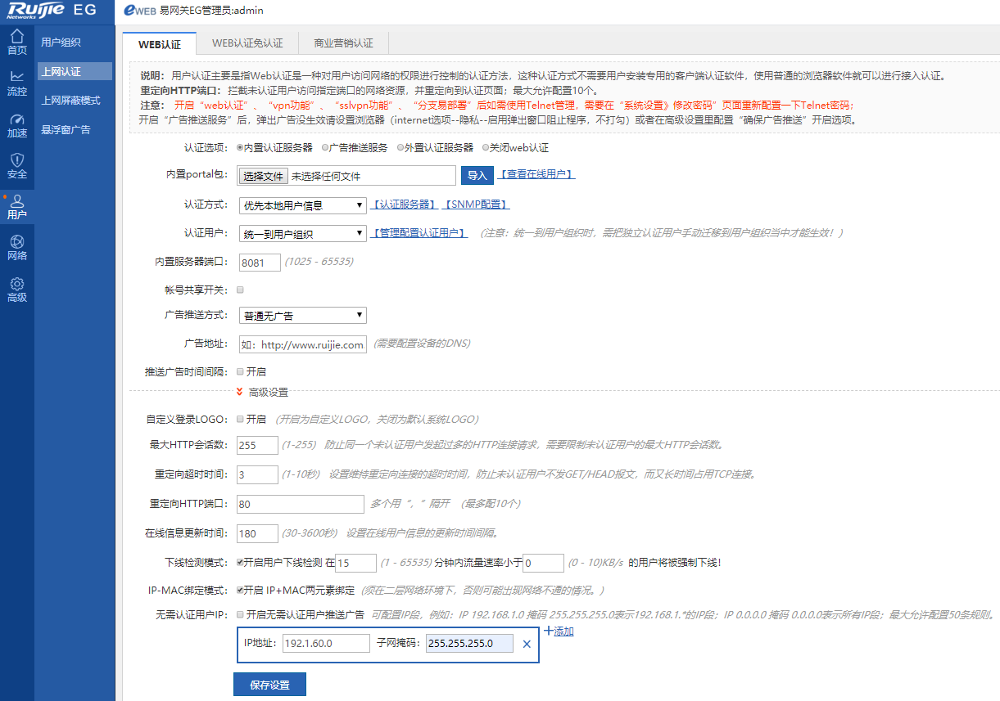 Ruijie Networks EG
eWEB 易网关EG管理员:admin
首页
流控
加速
安全
用户
网络
高级
用户组织
上网认证
上网屏蔽模式
悬浮窗广告
WEB认证 WEB认证免认证 商业营销认证
说明: 用户认证主要是指Web认证是一种对用户访问网络的权限进行控制的认证方法，这种认证方式不需要用户安装专用的客户端认证软件，使用普通的浏览器软件就可以进行接入认证。
重定向HTTP端口: 拦截未认证用户访问指定端口的网络资源，并重定向到认证页面；最大允许配置10个。
注意: 开启“web认证”、“vpn功能”、“sslvpn功能”、“分支易部署”后如需使用Telnet管理，需要在“系统设置》修改密码”页面重新配置一下Telnet密码;
开启“广告推送服务”后，弹出广告没生效请设置浏览器（internet选项--隐私--启用弹出窗口阻止程序，不打勾）或者在高级设置里配置“确保广告推送”开启选项。
认证选项: 内置认证服务器 广告推送服务 外置认证服务器 关闭web认证
内置portal包: 选择文件 未选择任何文件 导入 【查看在线用户】
认证方式: 优先本地用户信息 【认证服务器】 【SNMP配置】
认证用户: 统一到用户组织 【管理配置认证用户】 （注意：统一到用户组织时，需把独立认证用户手动迁移到用户组织当中才能生效！）
内置服务器端口: 8081 (1025 - 65535)
帐号共享开关:
广告推送方式: 普通无广告
广告地址: 如：http://www.ruijie.com (需要配置设备的DNS)
推送广告时间间隔: 开启
高级设置
自定义登录LOGO: 开启 (开启为自定义LOGO，关闭为默认系统LOGO)
最大HTTP会话数: 255 (1-255) 防止同一个未认证用户发起过多的HTTP连接请求，需要限制未认证用户的最大HTTP会话数。
重定向超时时间: 3 (1-10秒) 设置维持重定向连接的超时时间，防止未认证用户不发GET/HEAD报文，而又长时间占用TCP连接。
重定向HTTP端口: 80 多个用“，”隔开 （最多配10个）
在线信息更新时间: 180 (30-3600秒) 设置在线用户信息的更新时间间隔。
下线检测模式: 开启用户下线检测 在 15 (1 - 65535) 分钟内流量速率小于 0 (0 - 10)KB/s 的用户将被强制下线!
IP-MAC绑定模式: 开启 IP+MAC两元素绑定 (须在二层网络环境下，否则可能出现网络不通的情况。)
无需认证用户IP: 开启无需认证用户推送广告 可配置IP段，例如：IP 192.168.1.0 掩码 255.255.255.0表示192.168.1.*的IP段；IP 0.0.0.0 掩码 0.0.0.0表示所有IP段；最大允许配置50条规则。
IP地址: 192.1.60.0 子网掩码: 255.255.255.0 ✕ +添加
保存设置